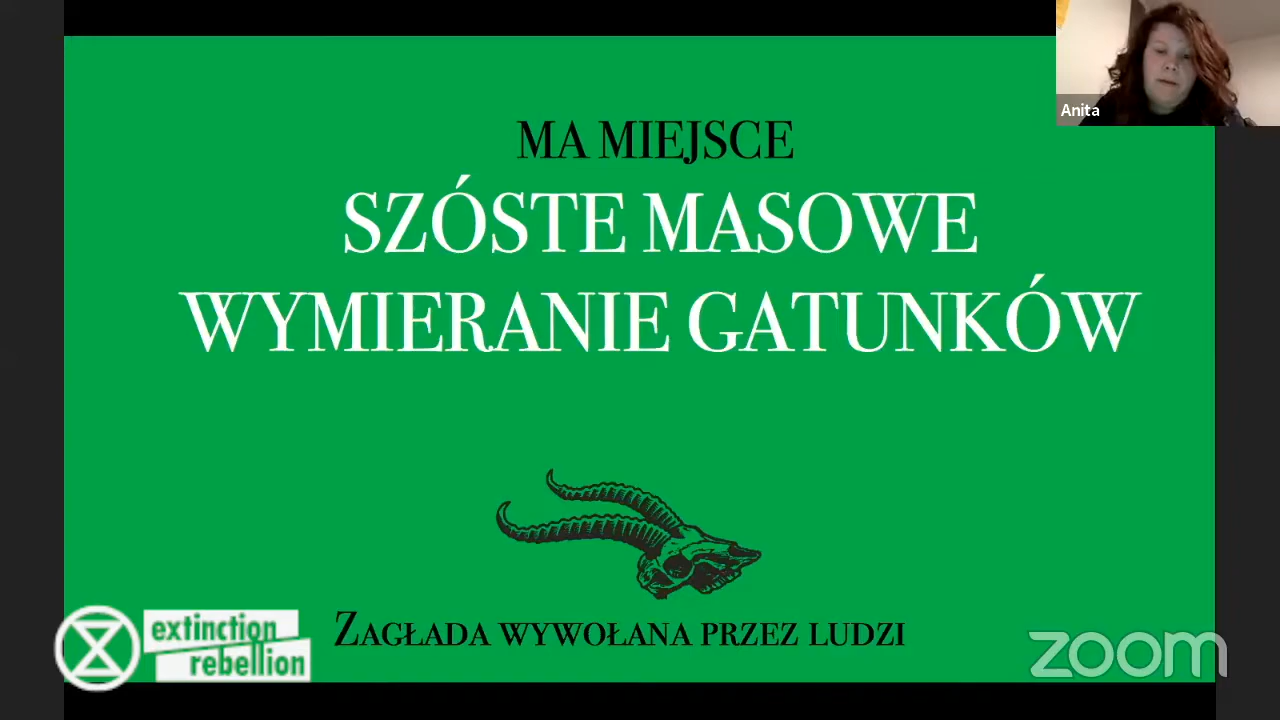 MA MIEJSCE
SZÓSTE MASOWE
WYMIERANIE GATUNKÓW
Anita
ZAGŁADA WYWOŁANA PRZEZ LUDZI
extinction
rebellion
zoom